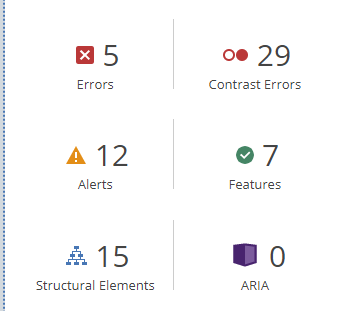 5
29
Errors
Contrast Errors
12
7
Alerts
Features
15
0
Structural Elements
ARIA